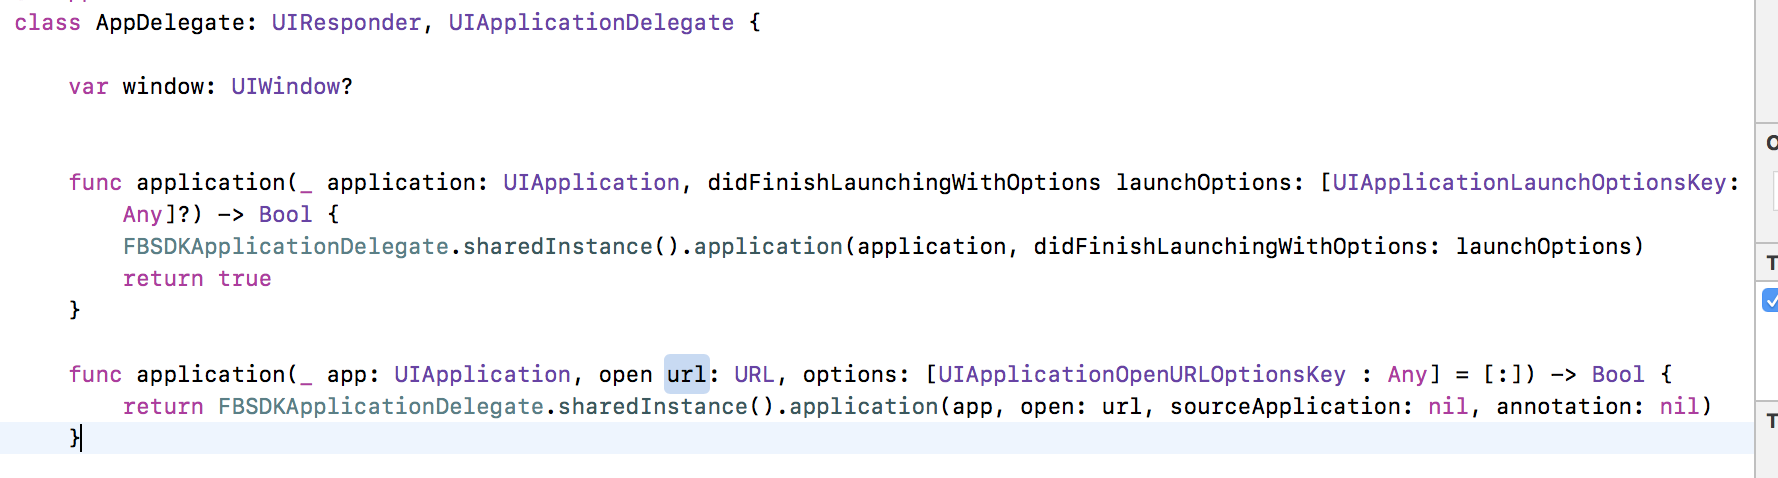 class AppDelegate: UIResponder, UIApplicationDelegate {
var window: UIWindow?
func application(_ application: UIApplication, didFinishLaunchingWithOptions launchOptions: [UIApplicationLaunchOptionsKey:
Any]?) -> Bool {
FBSDKApplicationDelegate.sharedInstance().application(application, didFinishLaunchingWithOptions: launchOptions)
return true
}
func application(_ app: UIApplication, open url: URL, options: [UIApplicationOpenURLOptionsKey : Any] = [:]) -> Bool {
return FBSDKApplicationDelegate.sharedInstance().application(app, open: url, sourceApplication: nil, annotation: nil)
}